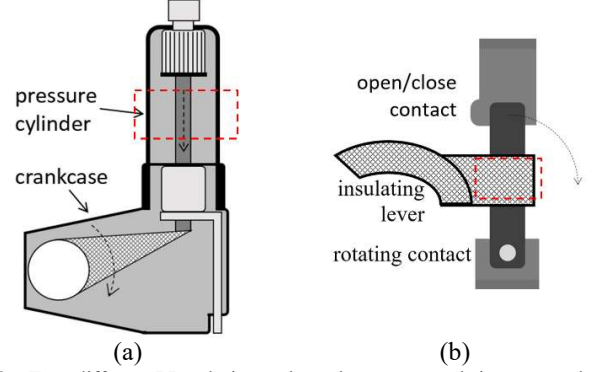 pressure
cylinder
crankcase
(a)
open/close
contact
insulating
lever
rotating contact
(b)